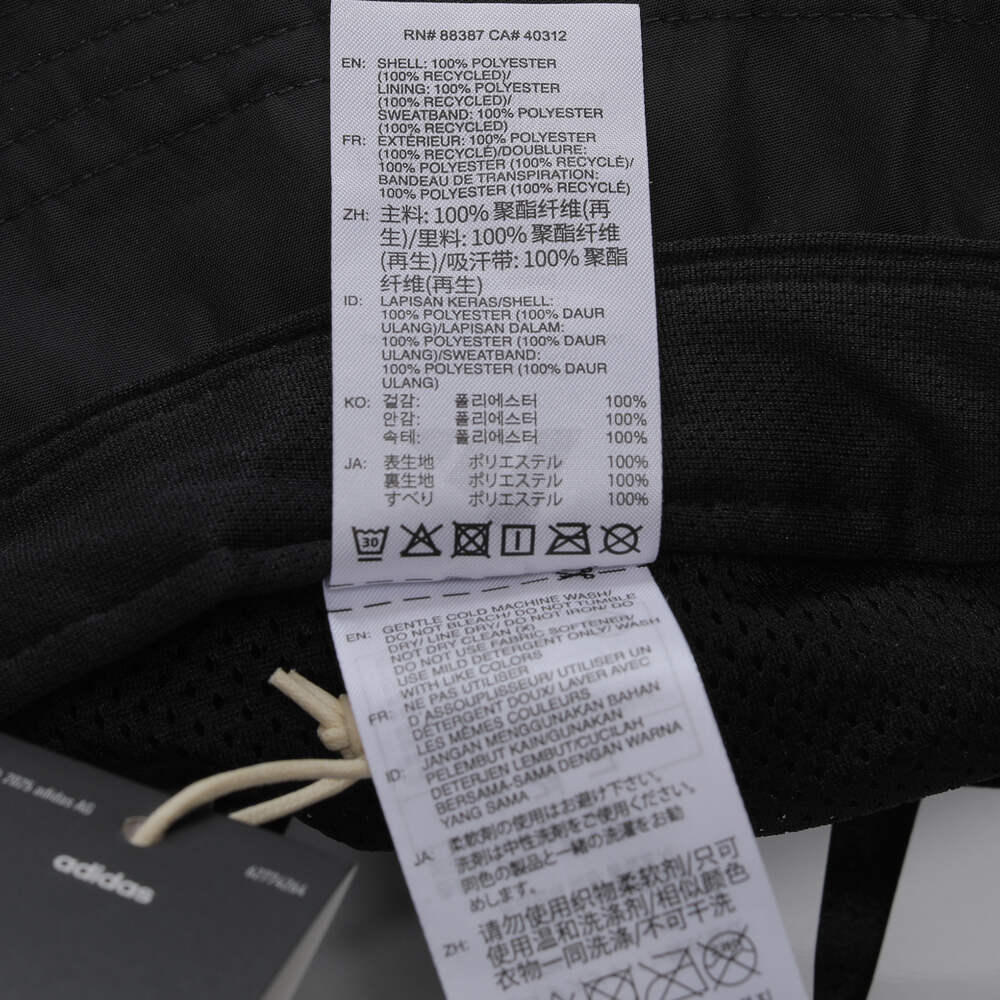 RN# 88387 CA# 40312
EN: SHELL: 100% POLYESTER
(100% RECYCLED)/
LINING: 100% POLYESTER
(100% RECYCLED)/
SWEATBAND: 100% POLYESTER
(100% RECYCLED)
FR: EXTÉRIEUR: 100% POLYESTER
(100% RECYCLÉ)/DOUBLURE:
100% POLYESTER (100% RECYCLÉ)/
BANDEAU DE TRANSPIRATION:
100% POLYESTER (100% RECYCLÉ)
ZH: 主料: 100% 聚酯纤维(再
生)/里料: 100% 聚酯纤维
(再生)/吸汗带: 100% 聚酯
纤维(再生)
ID: LAPISAN KERAS/SHELL:
100% POLYESTER (100% DAUR
ULANG)/LAPISAN DALAM:
100% POLYESTER (100% DAUR
ULANG)/SWEATBAND:
100% POLYESTER (100% DAUR
ULANG)
KO: 겉감: 폴리에스터 100%
안감: 폴리에스터 100%
속테: 폴리에스터 100%
JA: 表生地 ポリエステル 100%
裏生地 ポリエステル 100%
すべり ポリエステル 100%
30
EN: GENTLE COLD MACHINE WASH/
DO NOT BLEACH/ DO NOT TUMBLE
DRY/ LINE DRY/ DO NOT IRON/ DO
NOT DRY CLEAN (X)
DO NOT USE FABRIC SOFTENER/
USE MILD DETERGENT ONLY/ WASH
WITH LIKE COLORS
FR: NE PAS UTILISER/ UTILISER UN
D'ASSOUPLISSEUR/ LAVER AVEC
DÉTERGENT DOUX/
LES MÊMES COULEURS
ID: JANGAN MENGGUNAKAN BAHAN
PELEMBUT KAIN/GUNAKAN
DETERJEN LEMBUT/CUCILAH
BERSAMA-SAMA DENGAN WARNA
YANG SAMA
JA: 柔軟剤の使用はお避け下さい。
洗剤は中性洗剤をご使用ください。
同色の製品と一緒の洗濯をお勧
めします。
ZH: 请勿使用织物柔软剂/只可
使用温和洗涤剂/相似颜色
衣物一同洗涤/不可干洗
2025 adidas AG
adidas